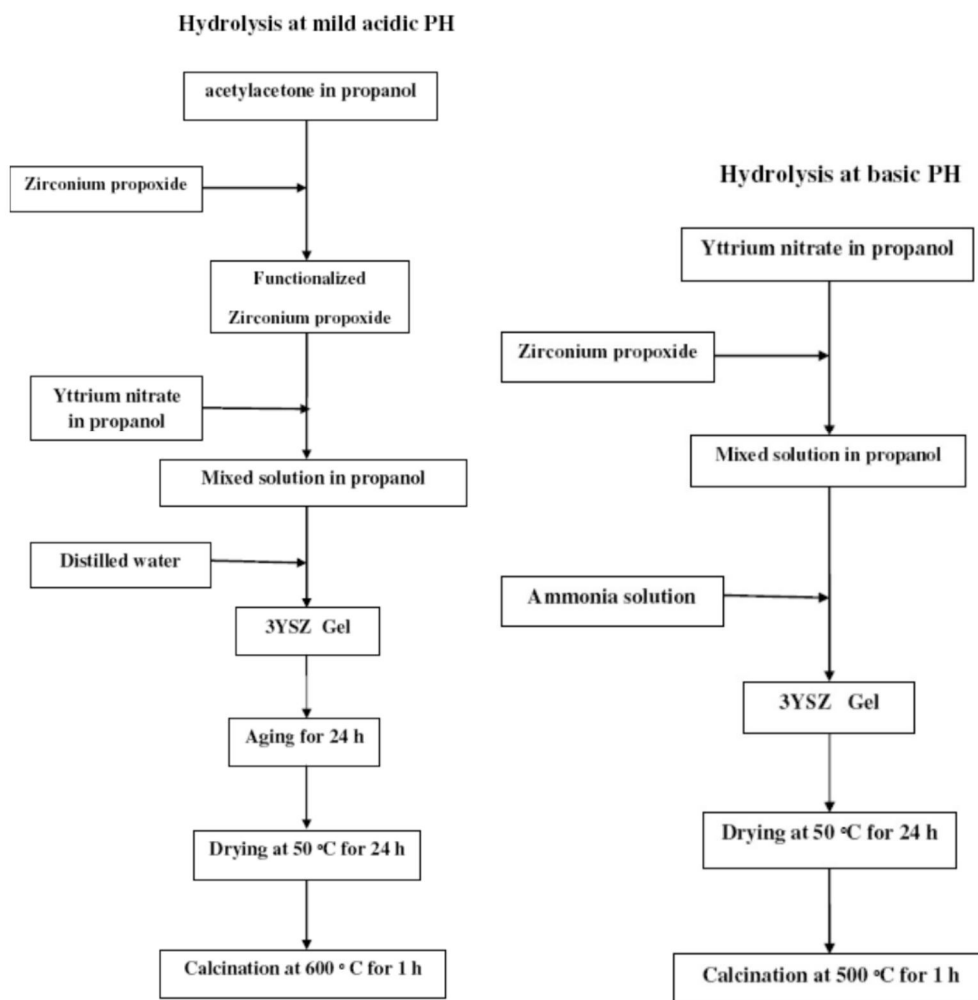 Hydrolysis at mild acidic PH
acetylacetone in propanol
Zirconium propoxide
Functionalized
Zirconium propoxide
Yttrium nitrate
in propanol
Mixed solution in propanol
Distilled water
3YSZ Gel
Aging for 24 h
Drying at 50 °C for 24 h
Calcination at 600 ° C for 1 h
Hydrolysis at basic PH
Yttrium nitrate in propanol
Zirconium propoxide
Mixed solution in propanol
Ammonia solution
3YSZ Gel
Drying at 50 °C for 24 h
Calcination at 500 °C for 1 h